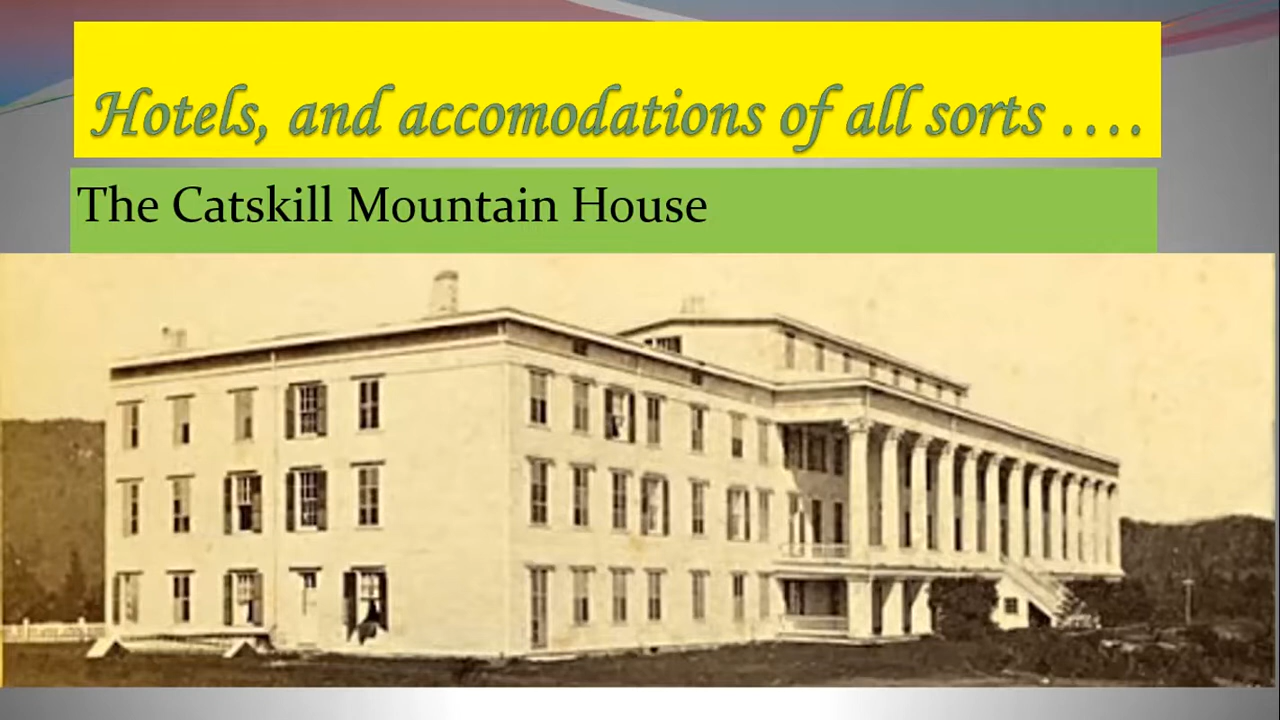 Hotels, and accomodations of all sorts ....
The Catskill Mountain House